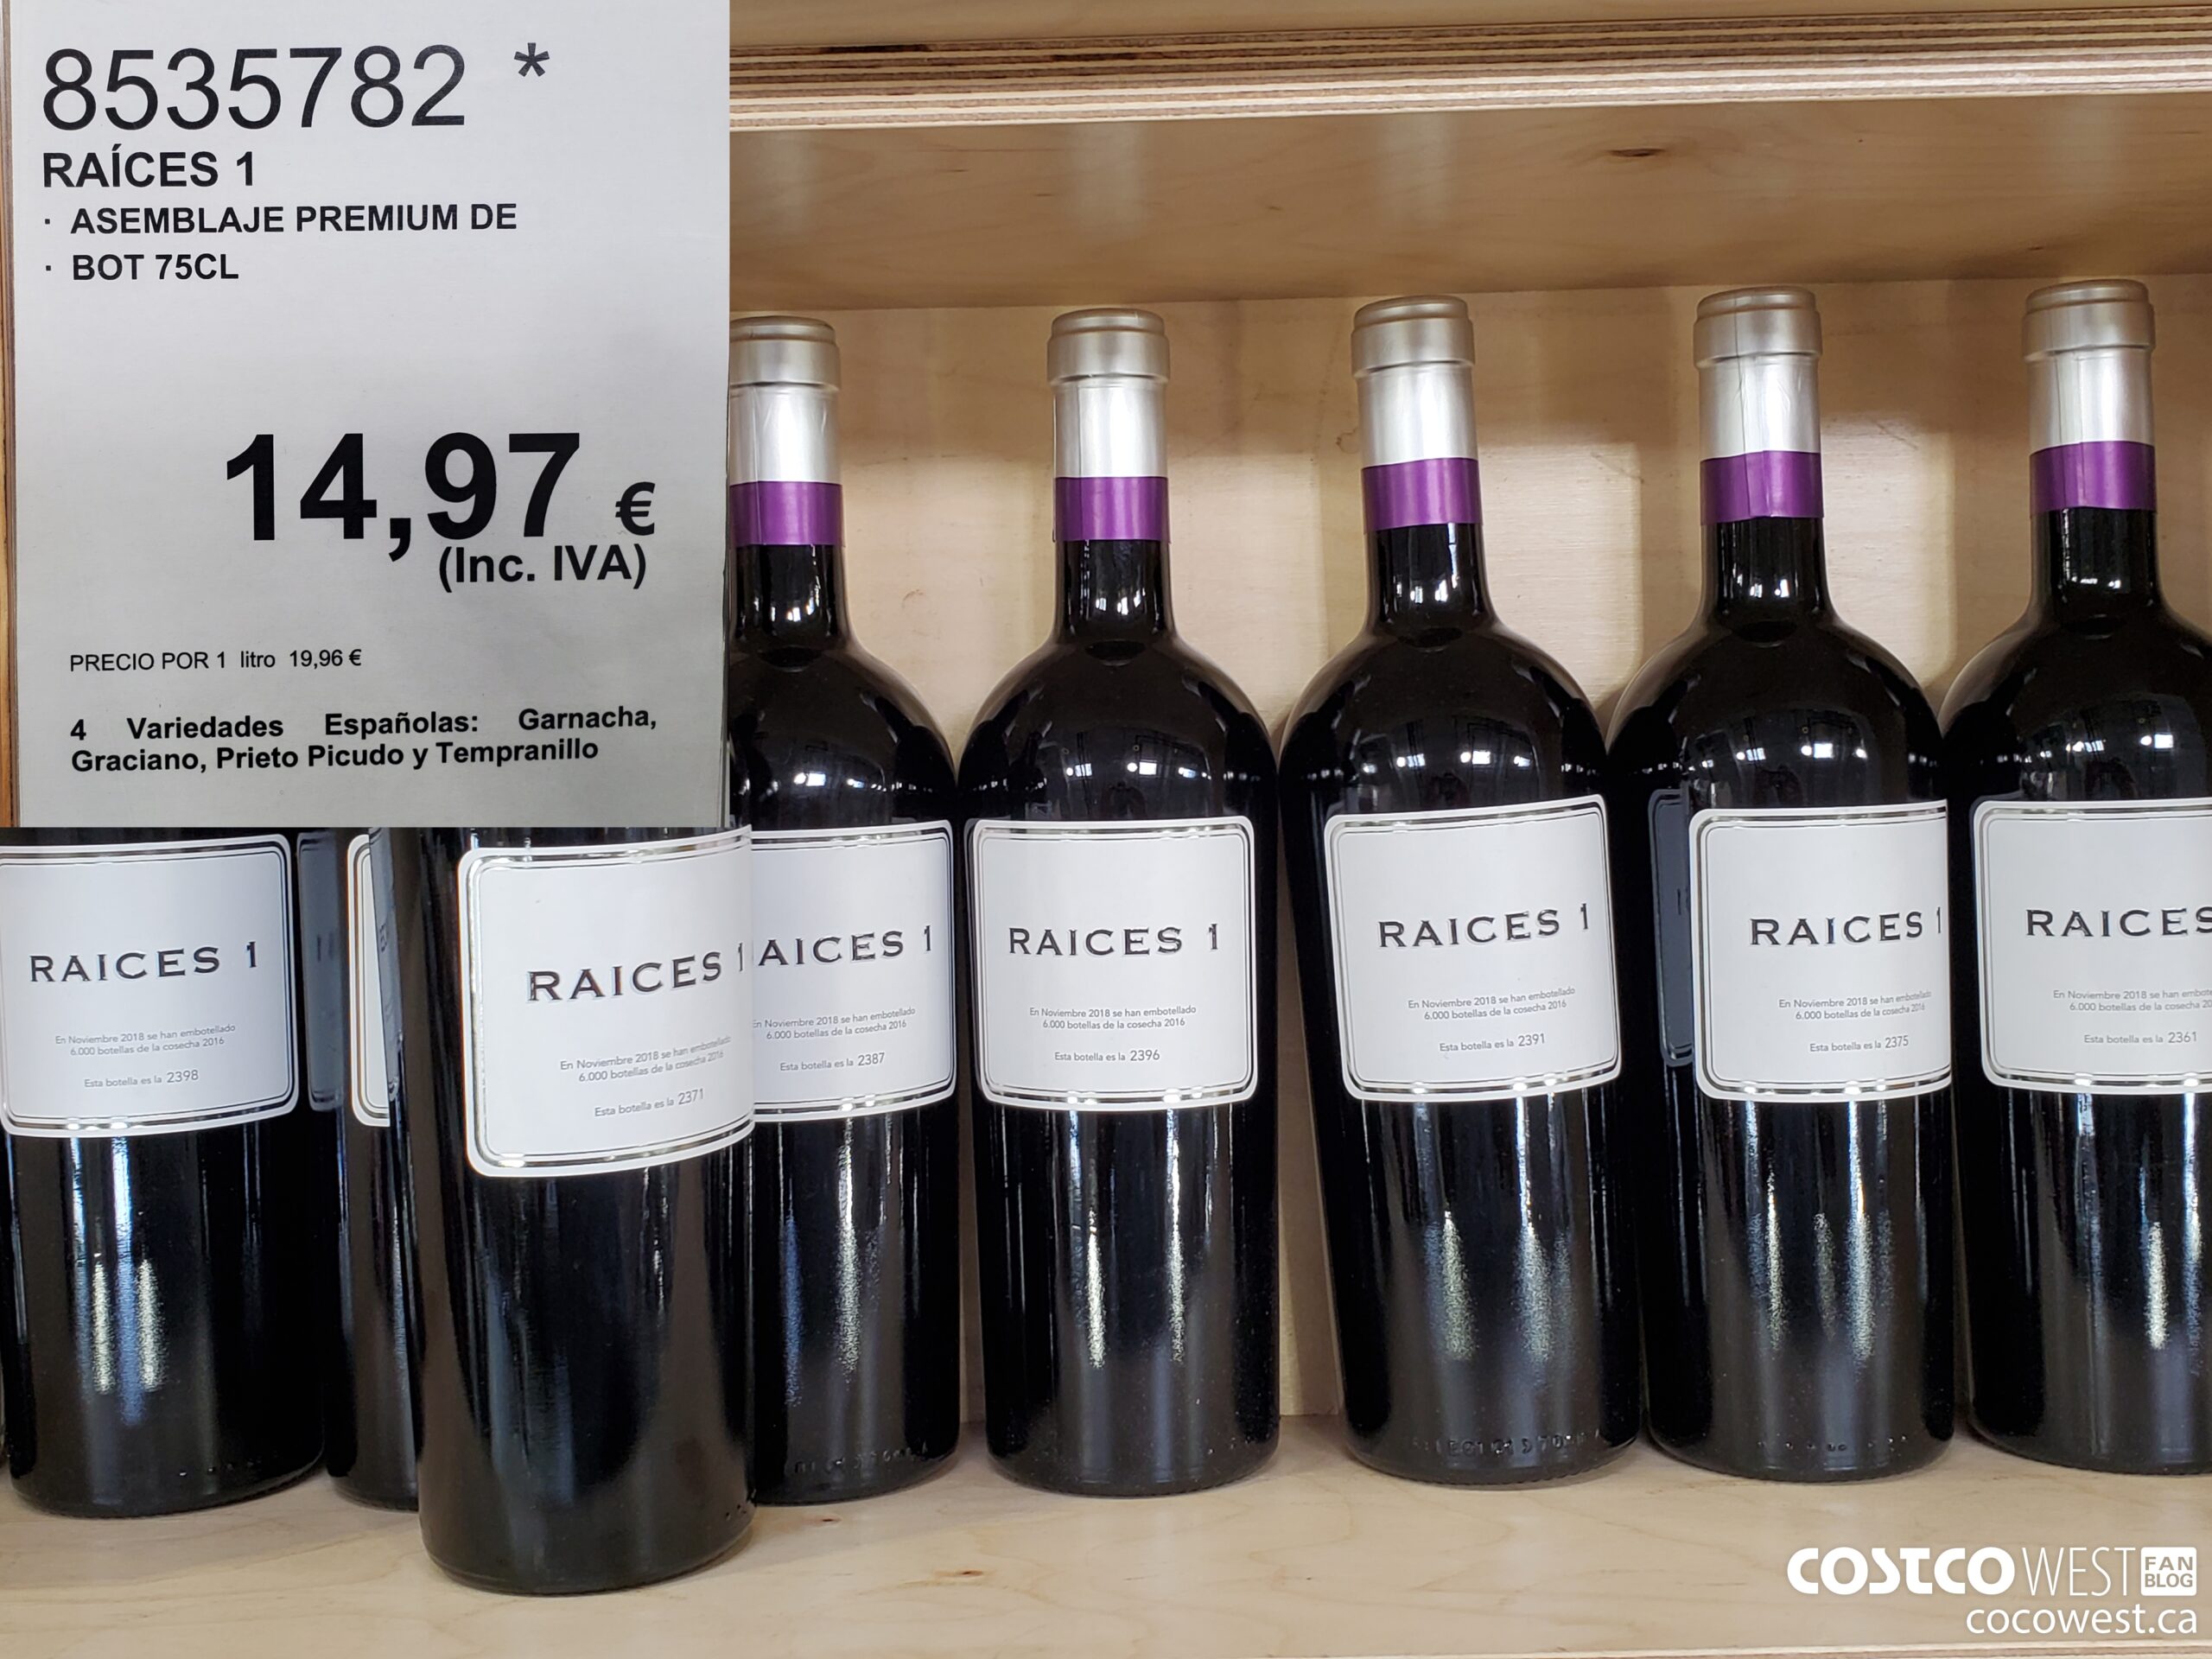 8535782 *
RAÍCES 1
· ASEMBLAJE PREMIUM DE
· BOT 75CL
14,97 €
(Inc. IVA)
PRECIO POR 1 litro 19,96 €
4 Variedades Españolas: Garnacha,
Graciano, Prieto Picudo y Tempranillo
RAICES 1
En Noviembre 2018 se han embotellado
6.000 botellas de la cosecha 2016
Esta botella es la 2398
RAICES 1
En Noviembre 2018 se han embotellado
6.000 botellas de la cosecha 2016
Esta botella es la 2371
AICES 1
En Noviembre 2018 se han embotellado
6.000 botellas de la cosecha 2016
Esta botella es la 2387
RAICES 1
En Noviembre 2018 se han embotellado
6.000 botellas de la cosecha 2016
Esta botella es la 2396
RAICES 1
En Noviembre 2018 se han embotellado
6.000 botellas de la cosecha 2016
Esta botella es la 2391
RAICES 1
En Noviembre 2018 se han embotellado
6.000 botellas de la cosecha 2016
Esta botella es la 2375
RAICES
En Noviembre 2018 se han embote
6.000 botellas de la cosecha 20
Esta botella es la 2361
COSTCO WEST FAN BLOG
cocowest.ca